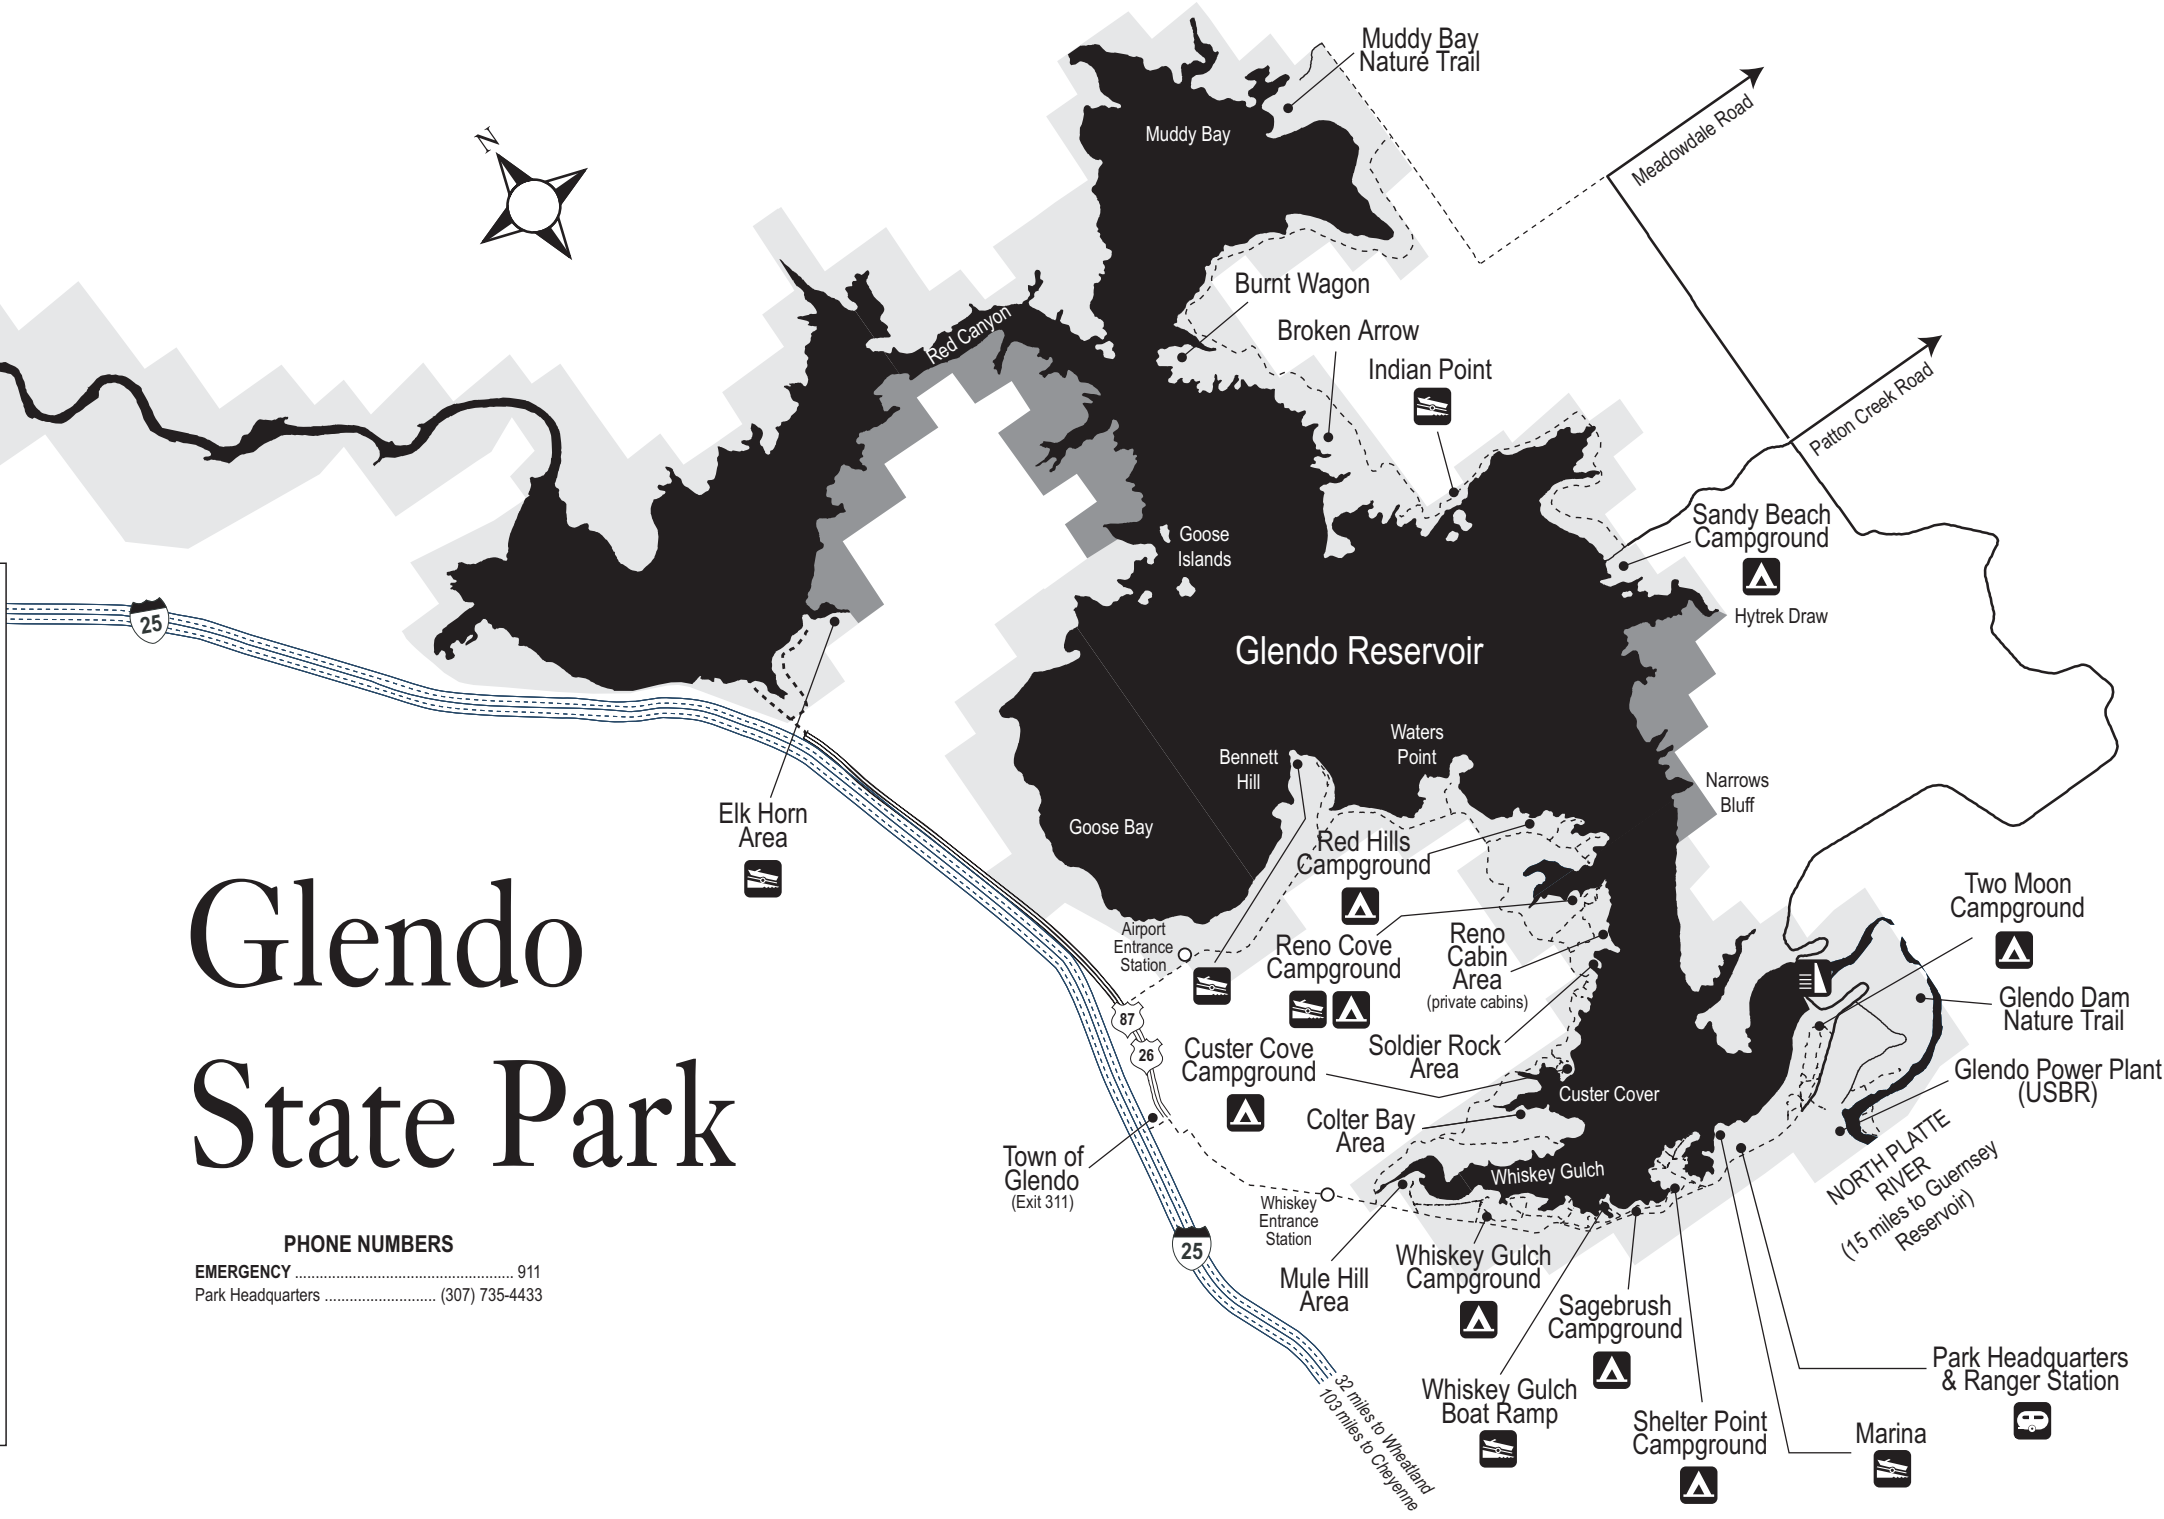 Muddy Bay
Nature Trail
Meadowdale Road
Muddy Bay
N
Burnt Wagon
Broken Arrow
Indian Point
Red Canyon
Patton Creek Road
Sandy Beach
Campground
Goose
Islands
Hytrek Draw
25
Glendo Reservoir
Waters
Point
Bennett
Hill
Narrows
Bluff
Elk Horn
Area
Goose Bay
Red Hills
Campground
Two Moon
Campground
Glendo
State Park
Airport
Entrance
Station
Reno Cove
Campground
Reno
Cabin
Area
(private cabins)
Glendo Dam
Nature Trail
87
26
Custer Cove
Campground
Soldier Rock
Area
Glendo Power Plant
(USBR)
Custer Cover
Colter Bay
Area
Town of
Glendo
(Exit 311)
Whiskey Gulch
NORTH PLATTE
RIVER
(15 miles to Guernsey
Reservoir)
Whiskey
Entrance
Station
25
Mule Hill
Area
Whiskey Gulch
Campground
Sagebrush
Campground
PHONE NUMBERS
EMERGENCY ..................................................... 911
Park Headquarters ........................... (307) 735-4433
Whiskey Gulch
Boat Ramp
Shelter Point
Campground
Park Headquarters
& Ranger Station
Marina
32 miles to Wheatland
103 miles to Cheyenne